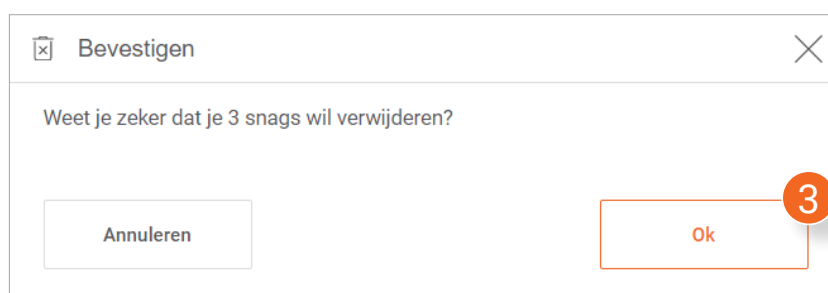 Bevestigen
Weet je zeker dat je 3 snags wil verwijderen?
3
Annuleren
Ok